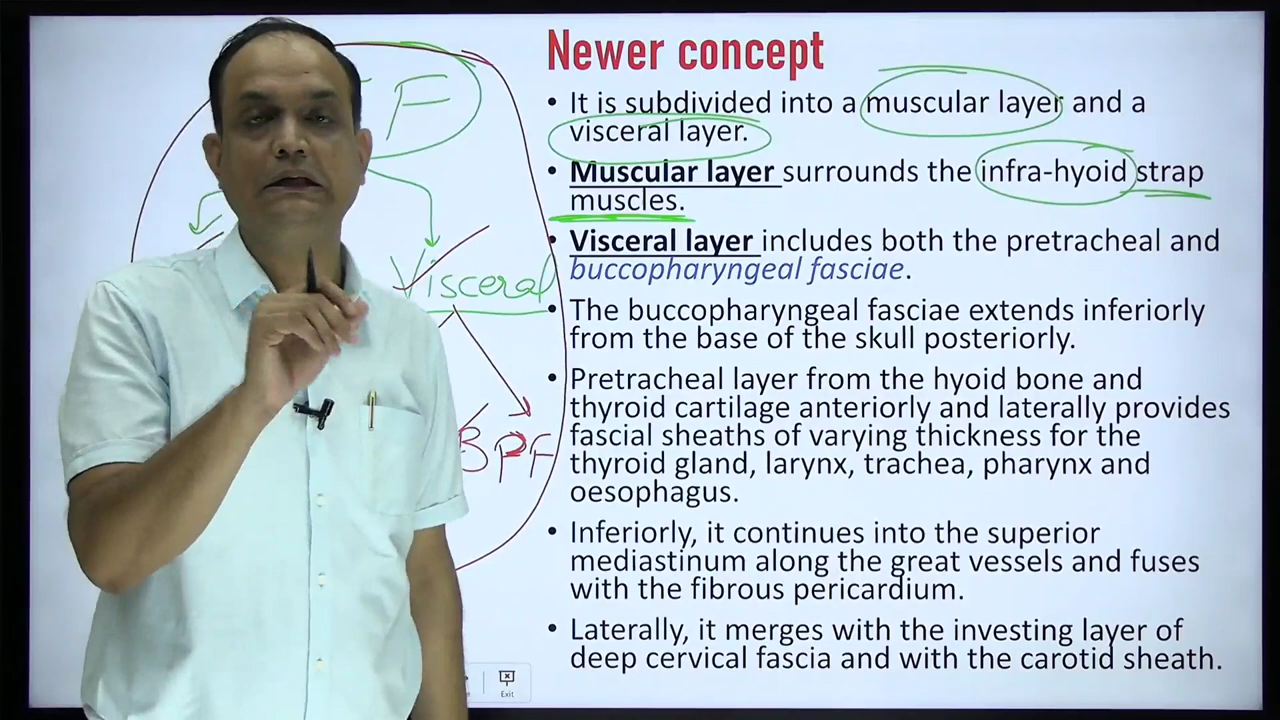 F
Visceral
BPF
Newer concept
• It is subdivided into a muscular layer and a
visceral layer.
• Muscular layer surrounds the infra-hyoid strap
muscles.
• Visceral layer includes both the pretracheal and
buccopharyngeal fasciae.
• The buccopharyngeal fasciae extends inferiorly
from the base of the skull posteriorly.
• Pretracheal layer from the hyoid bone and
thyroid cartilage anteriorly and laterally provides
fascial sheaths of varying thickness for the
thyroid gland, larynx, trachea, pharynx and
oesophagus.
• Inferiorly, it continues into the superior
mediastinum along the great vessels and fuses
with the fibrous pericardium.
• Laterally, it merges with the investing layer of
deep cervical fascia and with the carotid sheath.
Exit